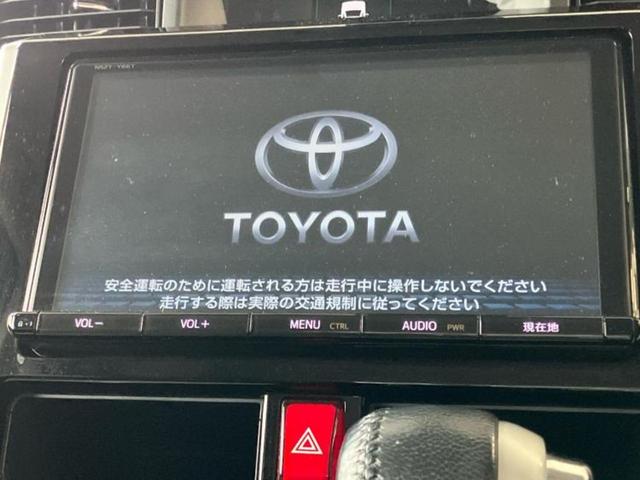 TOYOTA
安全運転のために運転される方は走行中に操作しないでください
走行する際は実際の交通規制に従ってください
VOL−
VOL+
MENU CTRL
AUDIO PWR
現在地